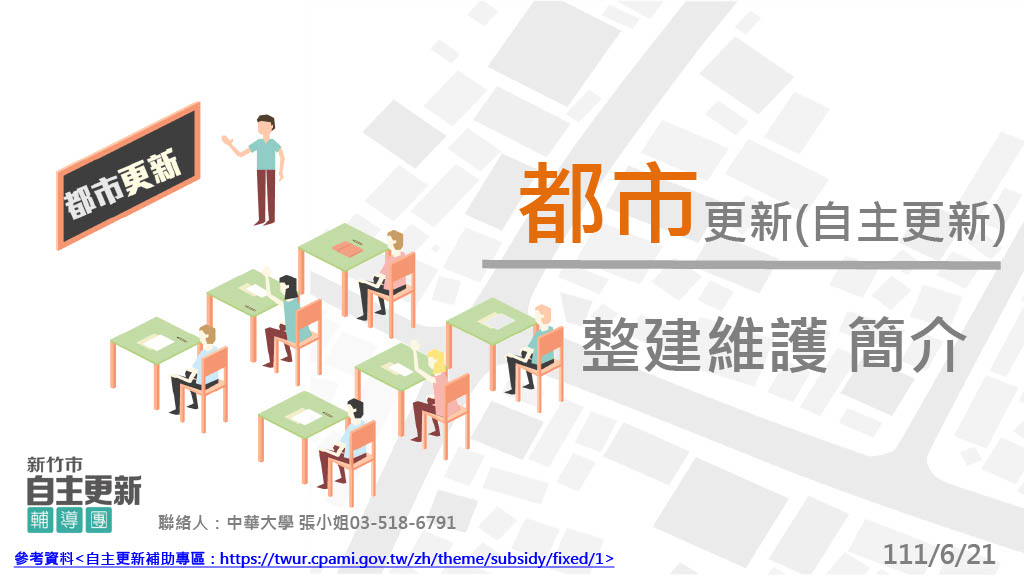 都市更新
都市更新(自主更新)
整建維護 簡介
新竹市
自主更新
輔導團
聯絡人：中華大學 張小姐03-518-6791
參考資料<自主更新補助專區：https://twur.cpami.gov.tw/zh/theme/subsidy/fixed/1>
111/6/21